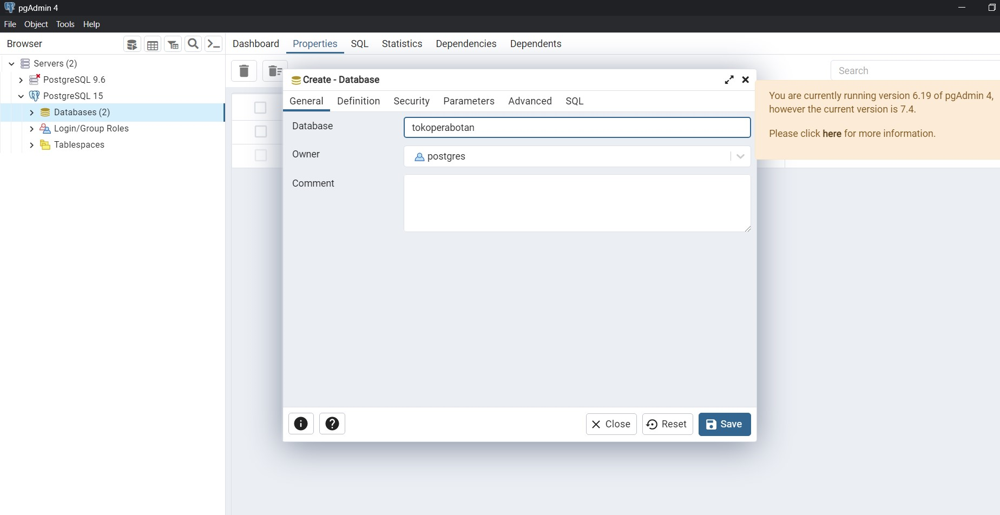 pgAdmin 4
File Object Tools Help
Browser
Dashboard Properties SQL Statistics Dependencies Dependents
Servers (2)
PostgreSQL 9.6
PostgreSQL 15
Databases (2)
Login/Group Roles
Tablespaces
Search
Create - Database
General Definition Security Parameters Advanced SQL
Database tokoperabotan
Owner postgres
Comment
Close Reset Save
You are currently running version 6.19 of pgAdmin 4,
however the current version is 7.4.
Please click here for more information.